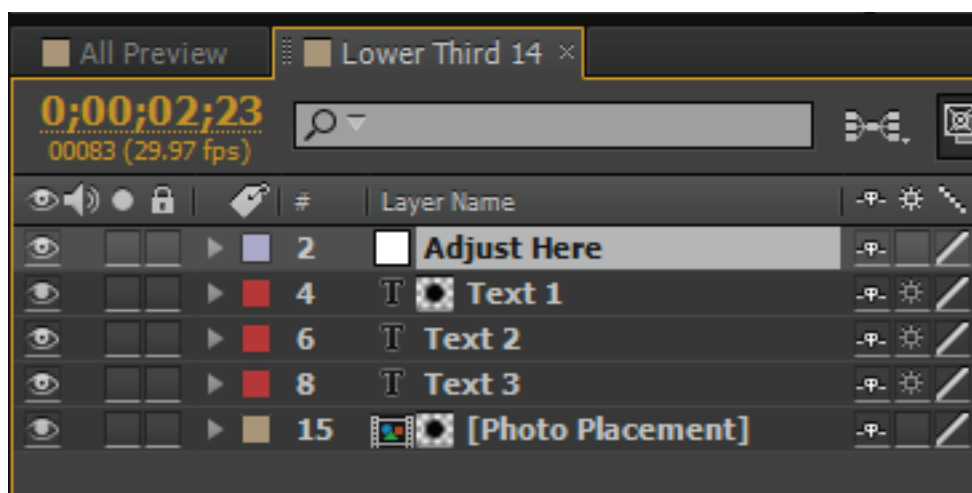 All Preview Lower Third 14 ×
0;00;02;23
00083 (29.97 fps)
# Layer Name
2 Adjust Here
4 T Text 1
6 T Text 2
8 T Text 3
15 [Photo Placement]